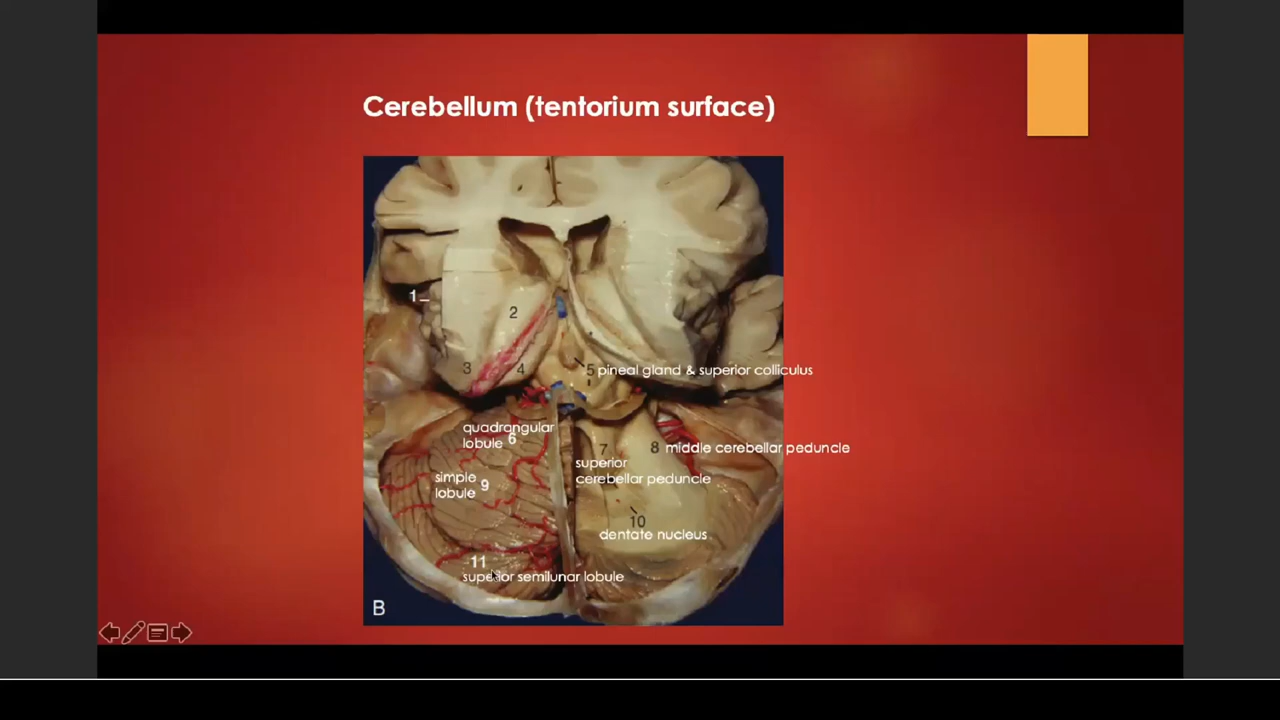 Cerebellum (tentorium surface)
1
2
3
4
5 pineal gland & superior colliculus
quadrangular
lobule 6
7
8 middle cerebellar peduncle
superior
cerebellar peduncle
simple
lobule 9
10
dentate nucleus
11
superior semilunar lobule
B